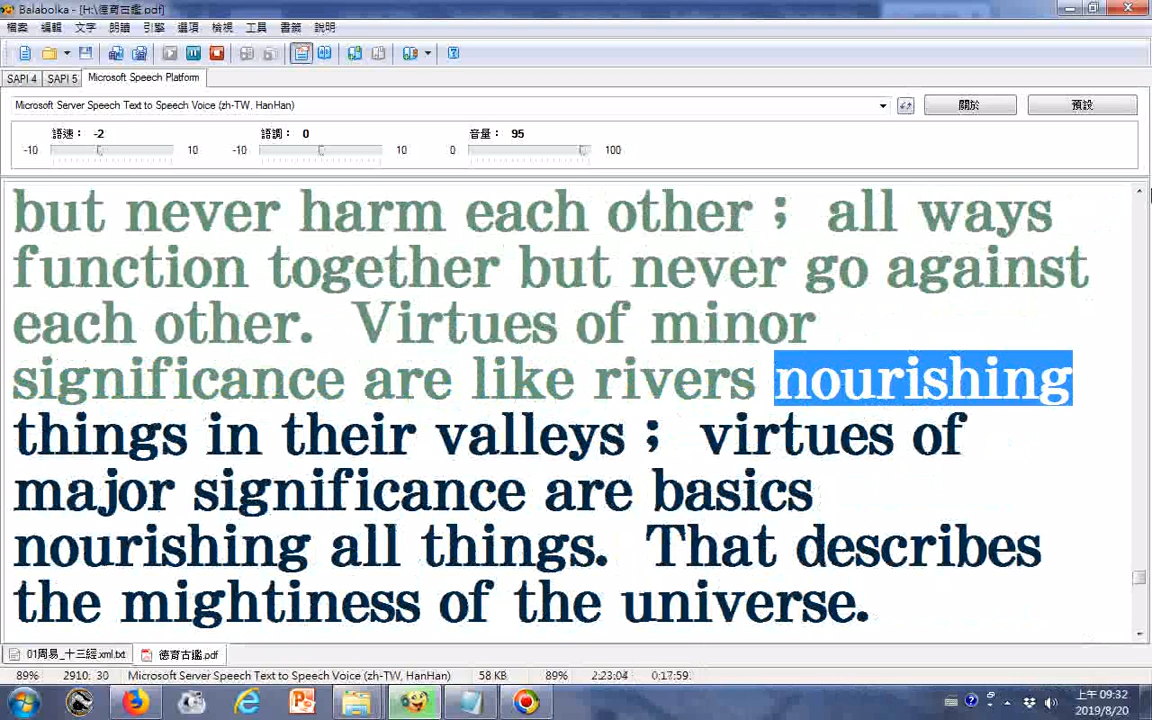 Balabolka - [H:\德育古鑑.pdf]
檔案 編輯 文字 朗讀 引擎 選項 檢視 工具 書籤 說明
SAPI 4 SAPI 5 Microsoft Speech Platform
Microsoft Server Speech Text to Speech Voice (zh-TW, HanHan) 關於 預設
語速： -2 語調： 0 音量： 95
-10 10 -10 10 0 100
but never harm each other； all ways
function together but never go against
each other. Virtues of minor
significance are like rivers nourishing
things in their valleys； virtues of
major significance are basics
nourishing all things. That describes
the mightiness of the universe.
01周易_十三經.xml.txt 德育古鑑.pdf
89% 2910: 30 Microsoft Server Speech Text to Speech Voice (zh-TW, HanHan) 58 KB 89% 2:23:04 0:17:59.
上午 09:32
2019/8/20